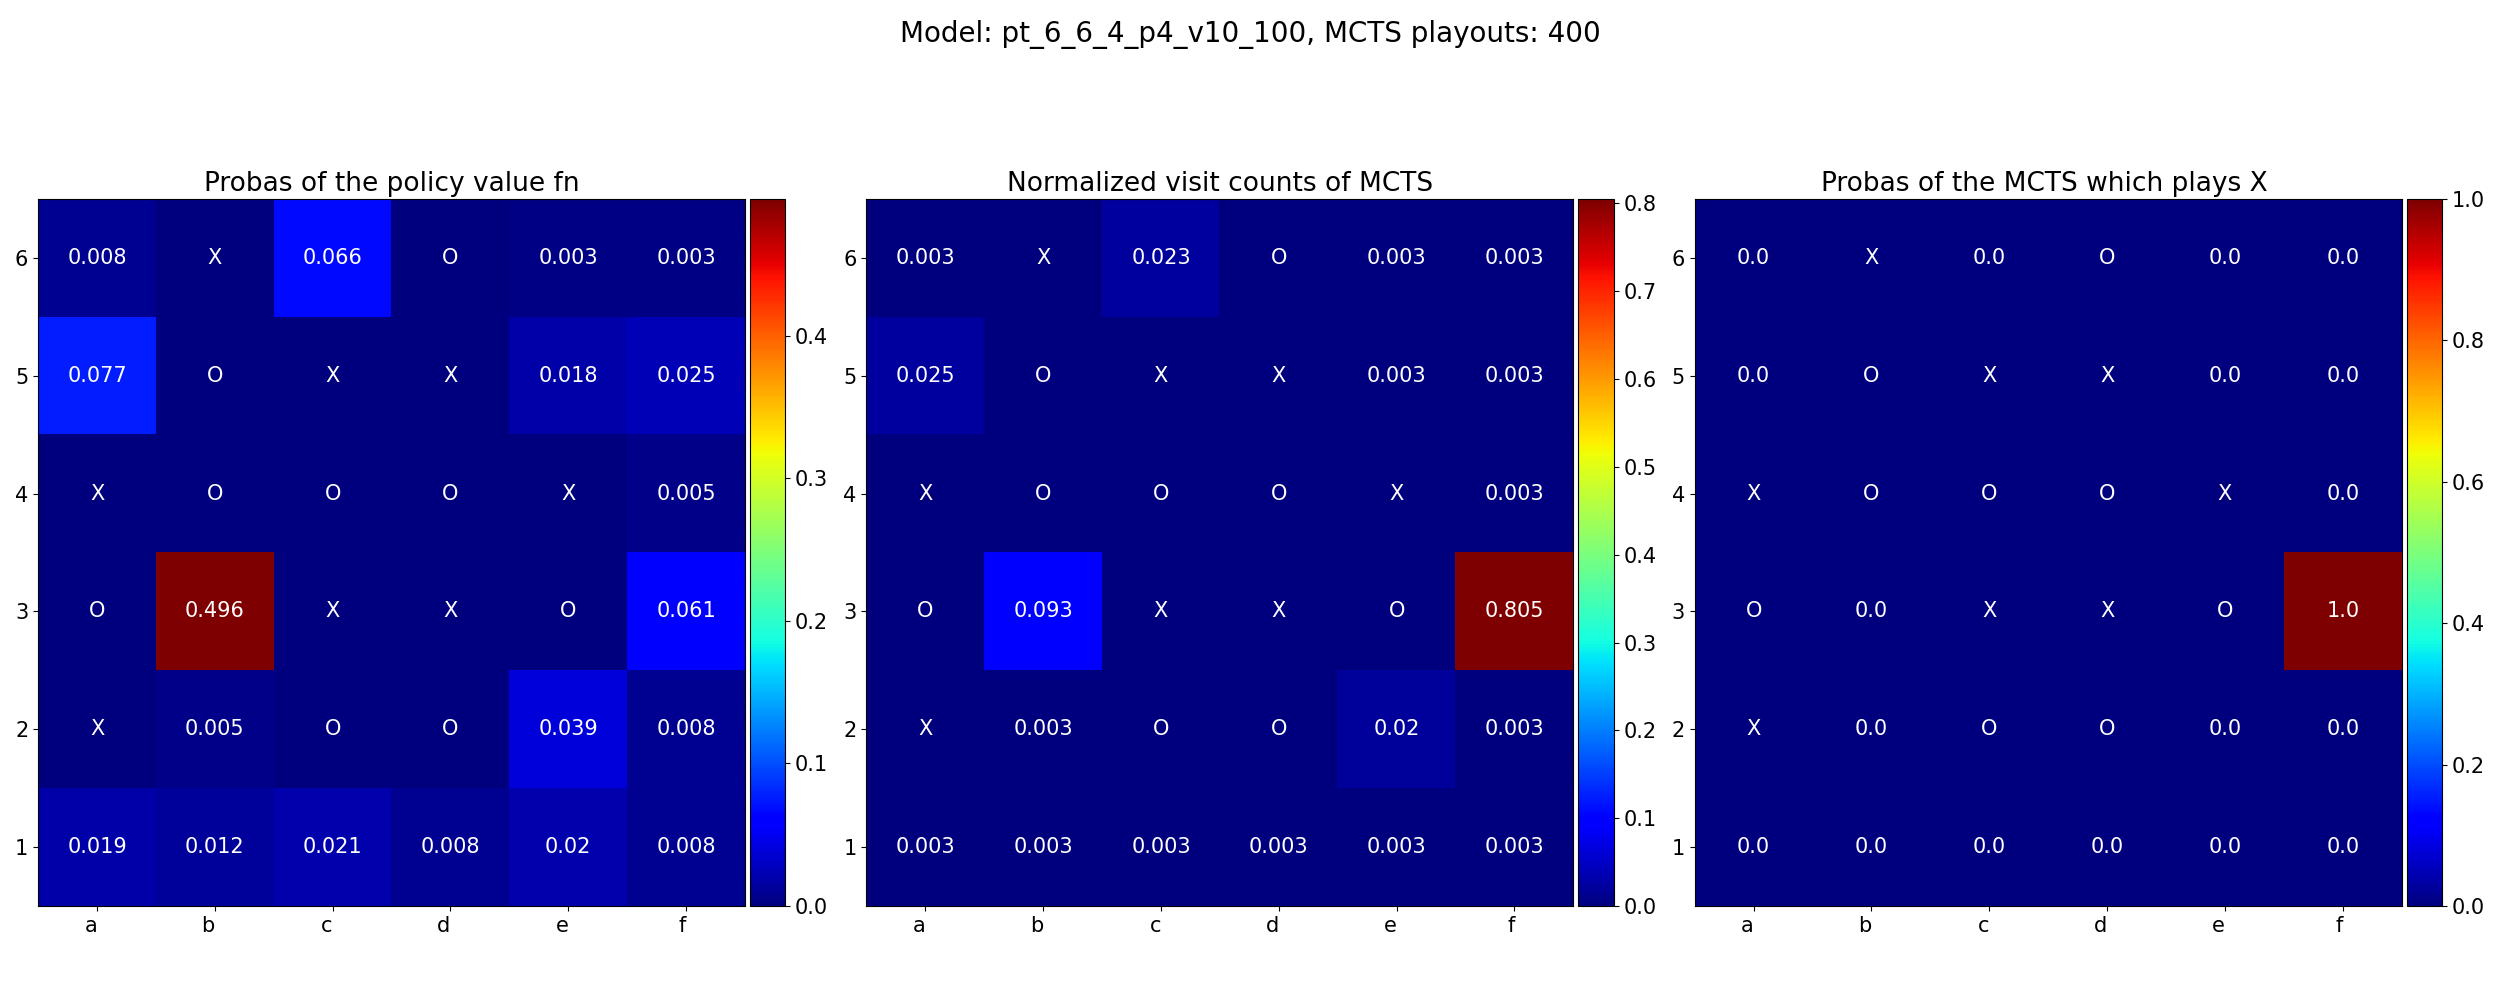 Model: pt_6_6_4_p4_v10_100, MCTS playouts: 400
Probas of the policy value fn
6 0.008 X 0.066 O 0.003 0.003
5 0.077 O X X 0.018 0.025
4 X O O O X 0.005
3 O 0.496 X X O 0.061
2 X 0.005 O O 0.039 0.008
1 0.019 0.012 0.021 0.008 0.02 0.008
a b c d e f
0.4
0.3
0.2
0.1
0.0
Normalized visit counts of MCTS
6 0.003 X 0.023 O 0.003 0.003
5 0.025 O X X 0.003 0.003
4 X O O O X 0.003
3 O 0.093 X X O 0.805
2 X 0.003 O O 0.02 0.003
1 0.003 0.003 0.003 0.003 0.003 0.003
a b c d e f
0.8
0.7
0.6
0.5
0.4
0.3
0.2
0.1
0.0
Probas of the MCTS which plays X
6 0.0 X 0.0 O 0.0 0.0
5 0.0 O X X 0.0 0.0
4 X O O O X 0.0
3 O 0.0 X X O 1.0
2 X 0.0 O O 0.0 0.0
1 0.0 0.0 0.0 0.0 0.0 0.0
a b c d e f
1.0
0.8
0.6
0.4
0.2
0.0